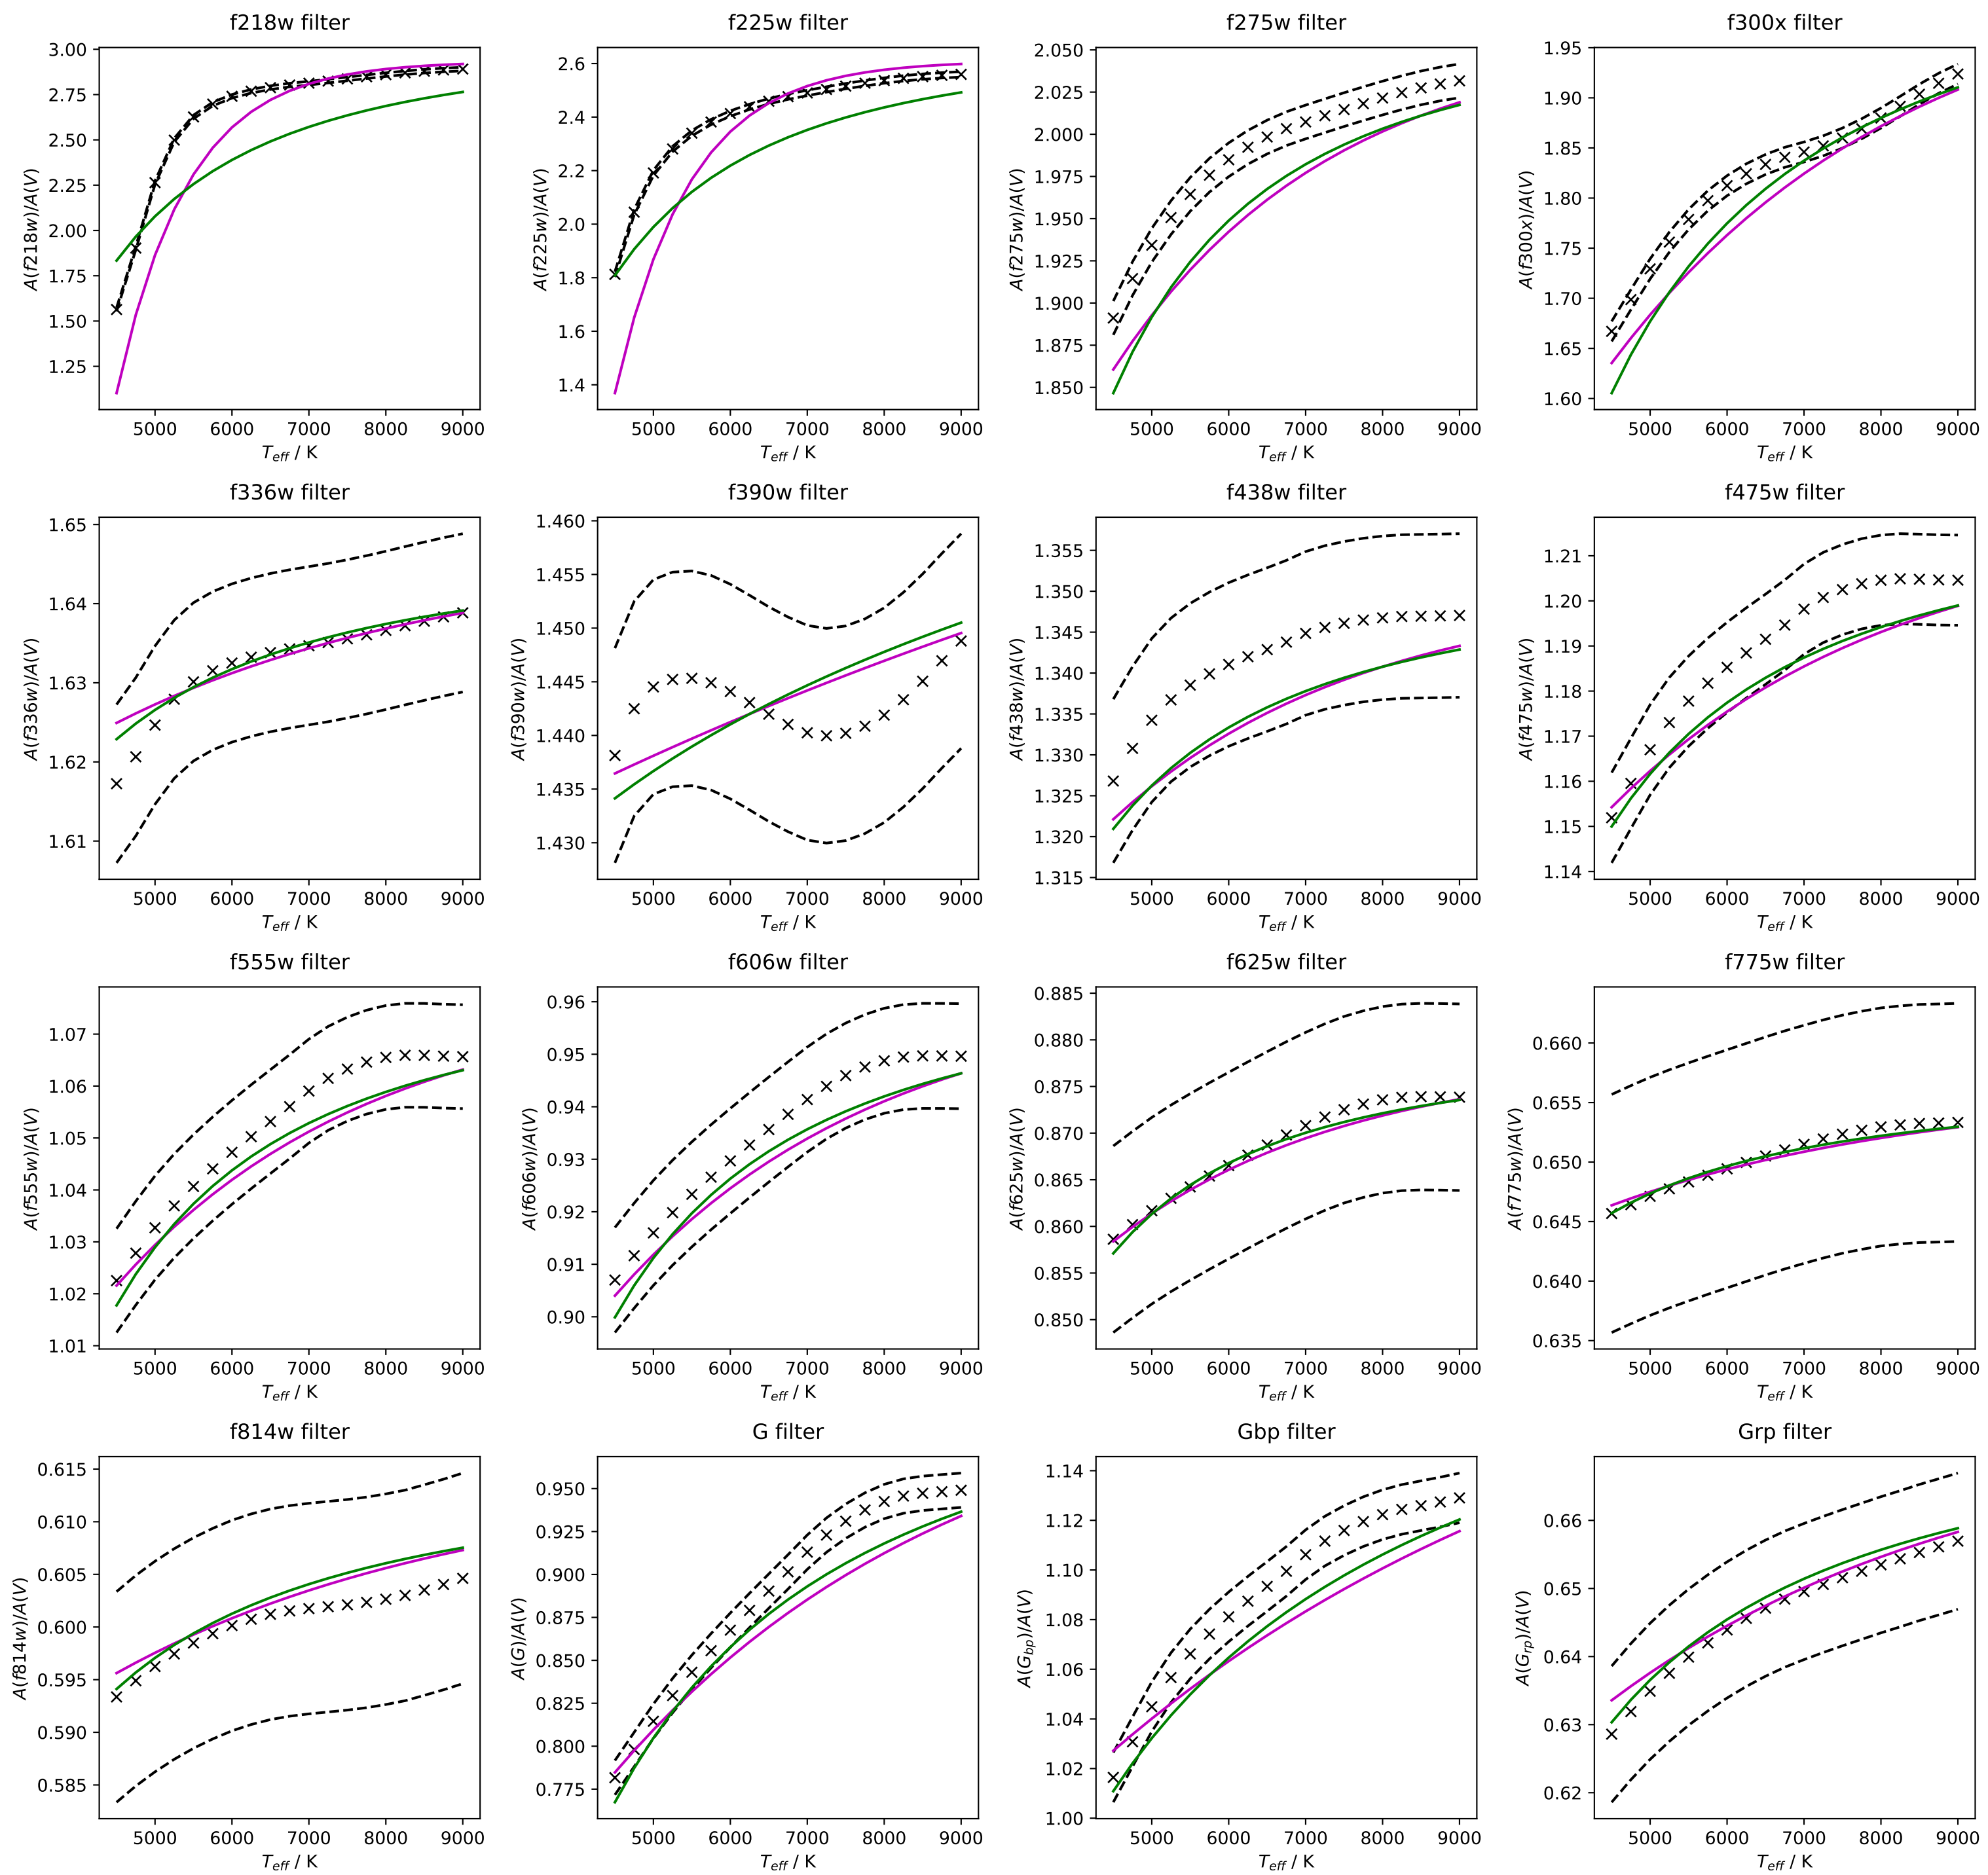 f218w filter
f225w filter
f275w filter
f300x filter
3.00
2.75
2.50
2.25
2.00
1.75
1.50
1.25
A(f218w)/A(V)
5000 6000 7000 8000 9000
T_eff / K
2.6
2.4
2.2
2.0
1.8
1.6
1.4
A(f225w)/A(V)
5000 6000 7000 8000 9000
T_eff / K
2.050
2.025
2.000
1.975
1.950
1.925
1.900
1.875
1.850
A(f275w)/A(V)
5000 6000 7000 8000 9000
T_eff / K
1.95
1.90
1.85
1.80
1.75
1.70
1.65
1.60
A(f300x)/A(V)
5000 6000 7000 8000 9000
T_eff / K
f336w filter
f390w filter
f438w filter
f475w filter
1.65
1.64
1.63
1.62
1.61
A(f336w)/A(V)
5000 6000 7000 8000 9000
T_eff / K
1.460
1.455
1.450
1.445
1.440
1.435
1.430
A(f390w)/A(V)
5000 6000 7000 8000 9000
T_eff / K
1.355
1.350
1.345
1.340
1.335
1.330
1.325
1.320
1.315
A(f438w)/A(V)
5000 6000 7000 8000 9000
T_eff / K
1.21
1.20
1.19
1.18
1.17
1.16
1.15
1.14
A(f475w)/A(V)
5000 6000 7000 8000 9000
T_eff / K
f555w filter
f606w filter
f625w filter
f775w filter
1.07
1.06
1.05
1.04
1.03
1.02
1.01
A(f555w)/A(V)
5000 6000 7000 8000 9000
T_eff / K
0.96
0.95
0.94
0.93
0.92
0.91
0.90
A(f606w)/A(V)
5000 6000 7000 8000 9000
T_eff / K
0.885
0.880
0.875
0.870
0.865
0.860
0.855
0.850
A(f625w)/A(V)
5000 6000 7000 8000 9000
T_eff / K
0.660
0.655
0.650
0.645
0.640
0.635
A(f775w)/A(V)
5000 6000 7000 8000 9000
T_eff / K
f814w filter
G filter
Gbp filter
Grp filter
0.615
0.610
0.605
0.600
0.595
0.590
0.585
A(f814w)/A(V)
5000 6000 7000 8000 9000
T_eff / K
0.950
0.925
0.900
0.875
0.850
0.825
0.800
0.775
A(G)/A(V)
5000 6000 7000 8000 9000
T_eff / K
1.14
1.12
1.10
1.08
1.06
1.04
1.02
1.00
A(G_bp)/A(V)
5000 6000 7000 8000 9000
T_eff / K
0.66
0.65
0.64
0.63
0.62
A(G_rp)/A(V)
5000 6000 7000 8000 9000
T_eff / K